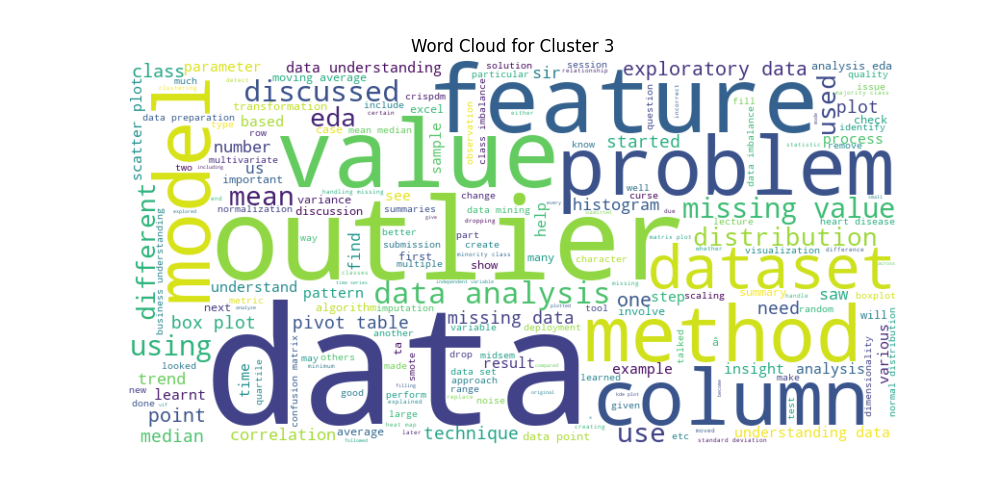 Word Cloud for Cluster 3
class
parameter
data understanding
moving average
solution
session
relationship
particular
sir
exploratory data
analysis eda
quality
issue
majority class
much
detect
clustering
scatter plot
model
discussed
feature
crispdm
include
certain
excel
transformation
data preparation
type
based
eda
case
mean median
row
number
value
sample
observation
class imbalance
either
know
question
incorrect
started
fill
data imbalance
used
plot
check
identify
process
remove
statistic
problem
multivariate
two
including
us
important
mean
variance
discussion
normalization
end
explored
handling missing
see
summaries
change
data mining
dropping
part
help
well
curse
due
histogram
missing value
lecture
heart disease
different
business understanding
outlier
way
find
better
submission
first
multiple
create
show
many
minority class
character
matrix plot
distribution
whether
visualization
difference
dataset
understand
pattern
classes
time series
independent variable
missing
metric
next
analyze
algorithm
imputation
data analysis
plotted
one
step
scaling
involve
summary
handle
saw
boxplot
need
random
will
box plot
pivot table
missing data
variable
deployment
tool
another
using
looked
data
may
others
minimum
made
ta
smote
drop
midsem
result
compared
data set
approach
range
method
example
talked
insight
analysis
make
dimensionality
various
normal distribution
trend
new
learnt
done
time
quartile
confusion matrix
good
perform
filling
explained
replace
noise
original
learned
kde plot
given
column
test
become
point
large
median
correlation
average
followed
heat map
later
technique
creating
data point
etc
use
moved
standard deviation
understanding data